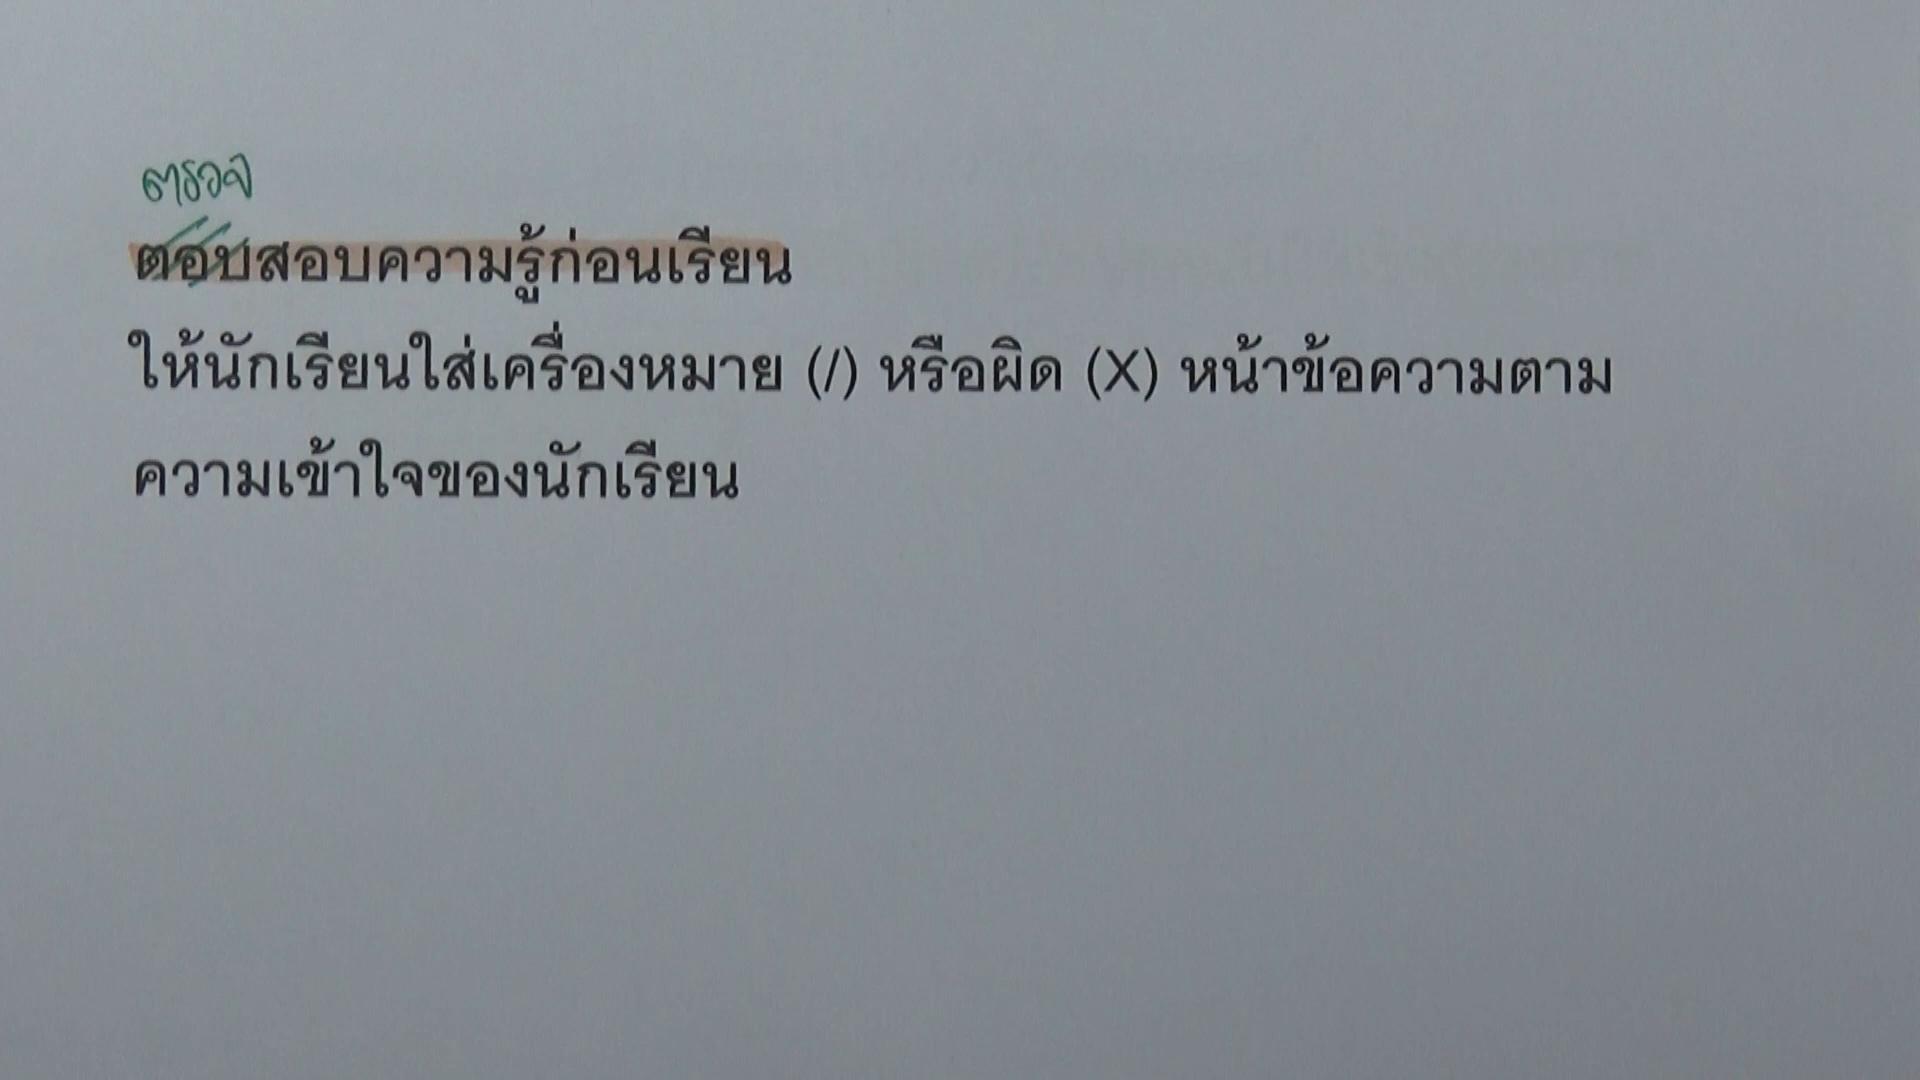 ตรวจ
ตอบสอบความรู้ก่อนเรียน
ให้นักเรียนใส่เครื่องหมาย (/) หรือผิด (X) หน้าข้อความตาม
ความเข้าใจของนักเรียน